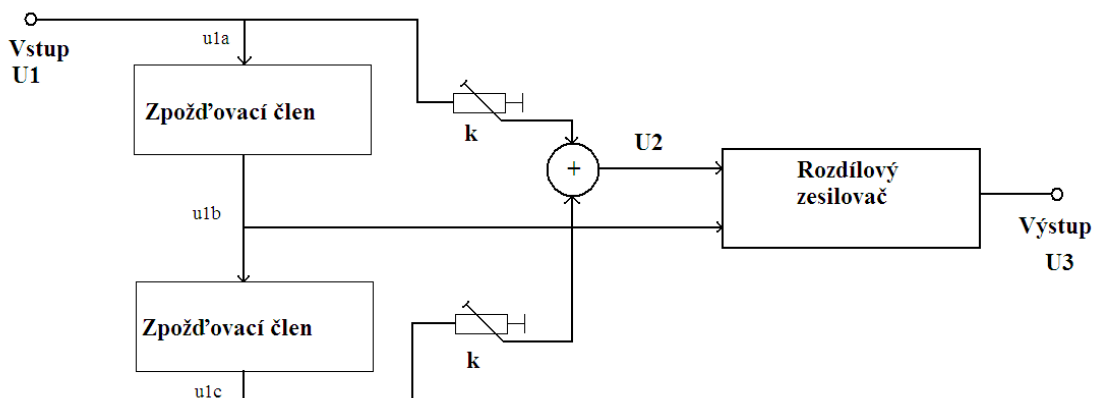 u1a
Vstup
U1
Zpožďovací člen
k
U2
+
Rozdílový
zesilovač
u1b
Výstup
U3
Zpožďovací člen
k
u1c